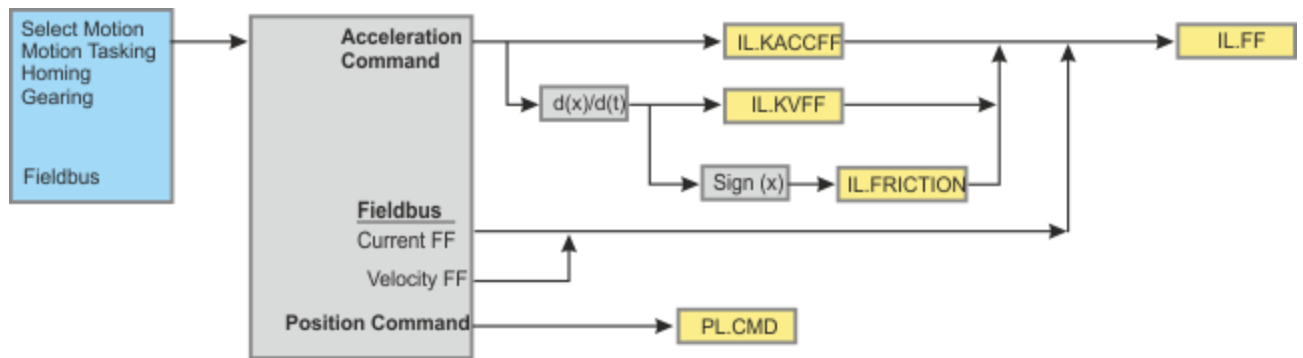 Select Motion
Motion Tasking
Homing
Gearing
Fieldbus
Acceleration
Command
IL.KACCFF
IL.FF
d(x)/d(t)
IL.KVFF
Sign (x)
IL.FRICTION
Fieldbus
Current FF
Velocity FF
Position Command
PL.CMD